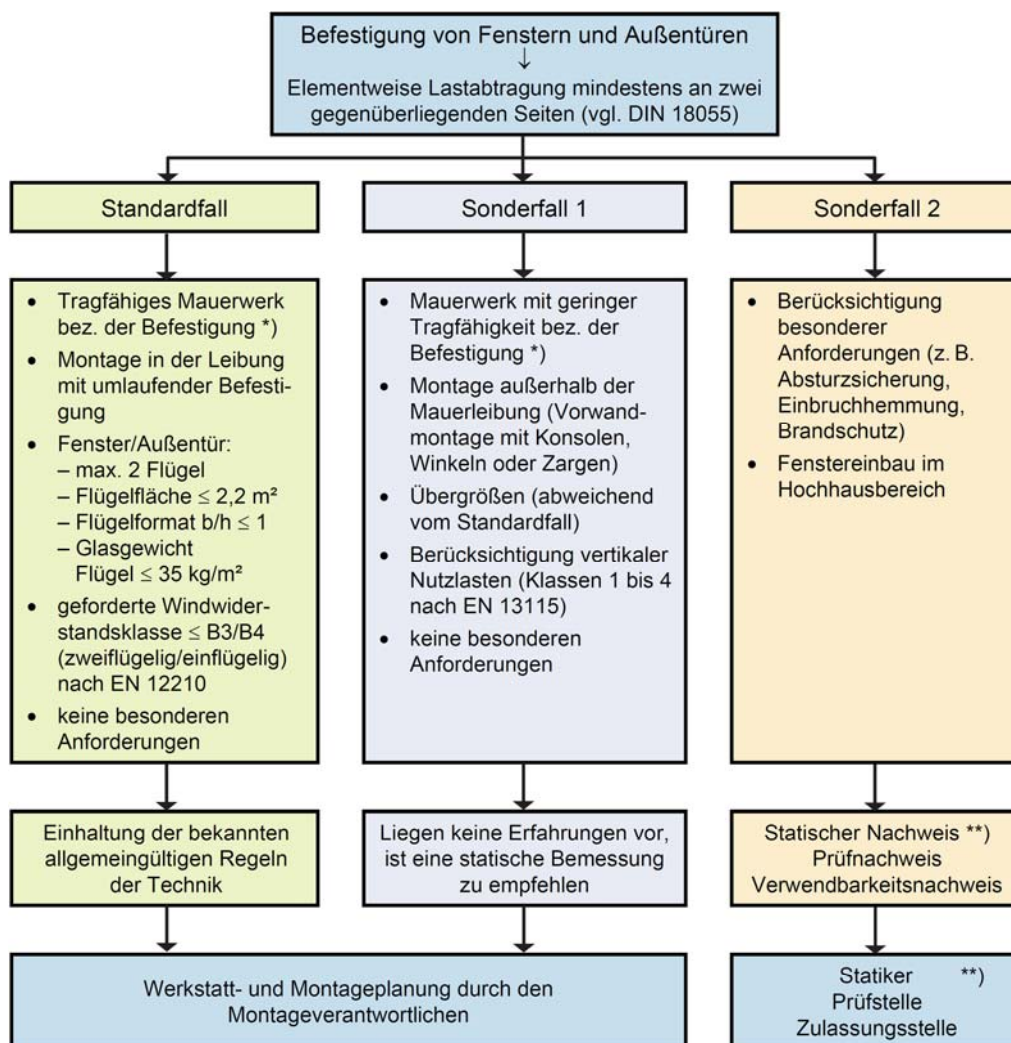 Befestigung von Fenstern und Außentüren
↓
Elementweise Lastabtragung mindestens an zwei
gegenüberliegenden Seiten (vgl. DIN 18055)
Standardfall
Sonderfall 1
Sonderfall 2
• Tragfähiges Mauerwerk
bez. der Befestigung *)
• Montage in der Leibung
mit umlaufender Befesti-
gung
• Fenster/Außentür:
– max. 2 Flügel
– Flügelfläche ≤ 2,2 m²
– Flügelformat b/h ≤ 1
– Glasgewicht
Flügel ≤ 35 kg/m²
• geforderte Windwider-
standsklasse ≤ B3/B4
(zweiflügelig/einflügelig)
nach EN 12210
• keine besonderen
Anforderungen
• Mauerwerk mit geringer
Tragfähigkeit bez. der
Befestigung *)
• Montage außerhalb der
Mauerleibung (Vorwand-
montage mit Konsolen,
Winkeln oder Zargen)
• Übergrößen (abweichend
vom Standardfall)
• Berücksichtigung vertikaler
Nutzlasten (Klassen 1 bis 4
nach EN 13115)
• keine besonderen
Anforderungen
• Berücksichtigung
besonderer
Anforderungen (z. B.
Absturzsicherung,
Einbruchhemmung,
Brandschutz)
• Fenstereinbau im
Hochhausbereich
Einhaltung der bekannten
allgemeingültigen Regeln
der Technik
Liegen keine Erfahrungen vor,
ist eine statische Bemessung
zu empfehlen
Statischer Nachweis **)
Prüfnachweis
Verwendbarkeitsnachweis
Werkstatt- und Montageplanung durch den
Montageverantwortlichen
Statiker **)
Prüfstelle
Zulassungsstelle